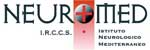 NEUROMED
I.R.C.C.S.
ISTITUTO
NEUROLOGICO
MEDITERRANEO